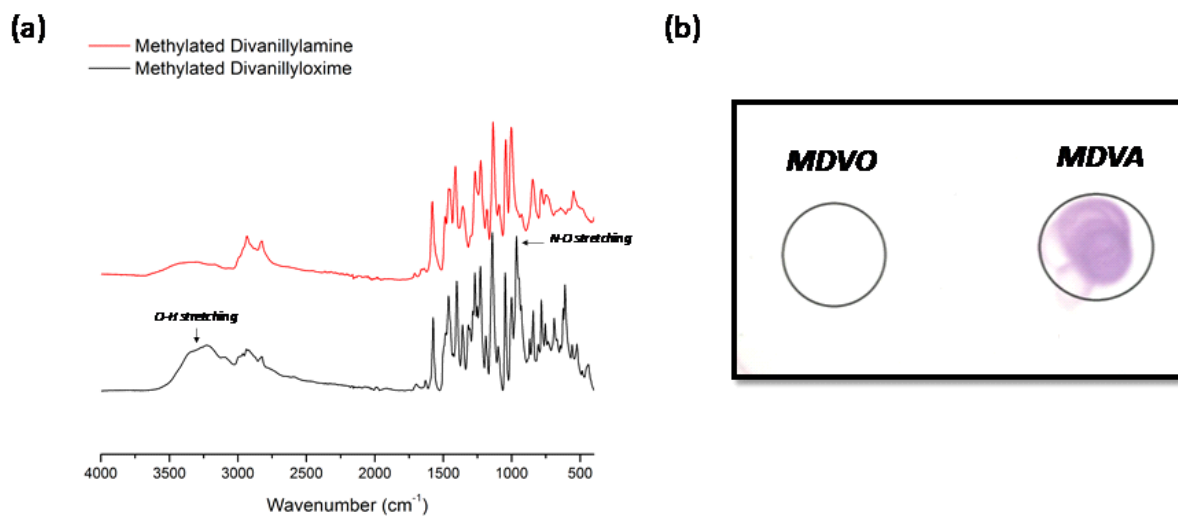 (a)
Methylated Divanillylamine
Methylated Divanillyloxime
N-O stretching
O-H stretching
4000 3500 3000 2500 2000 1500 1000 500
Wavenumber (cm-1)
(b)
MDVO
MDVA